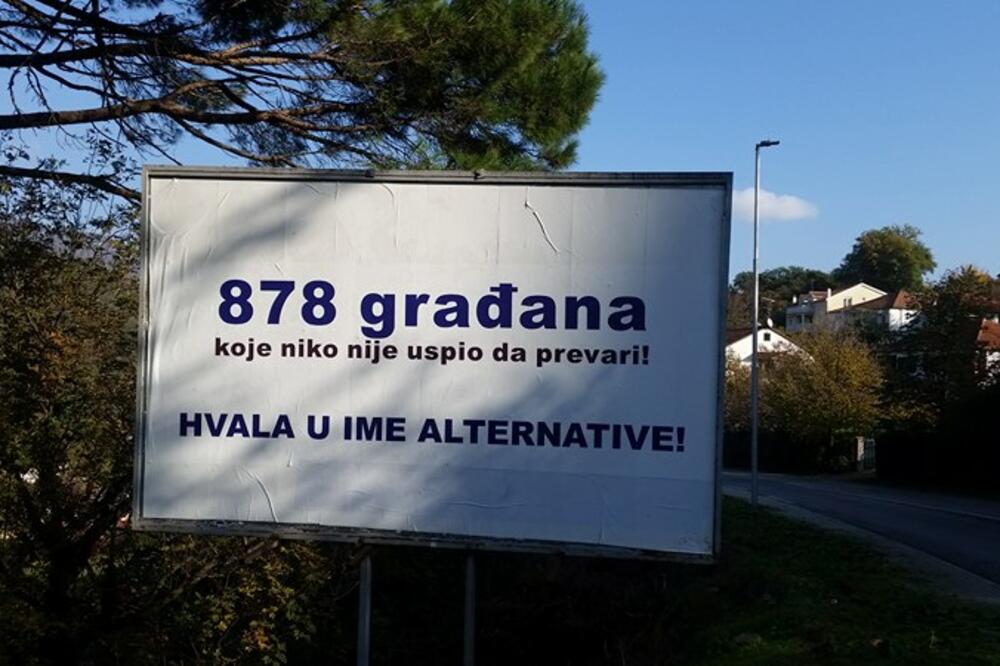 878 građana
koje niko nije uspio da prevari!
HVALA U IME ALTERNATIVE!